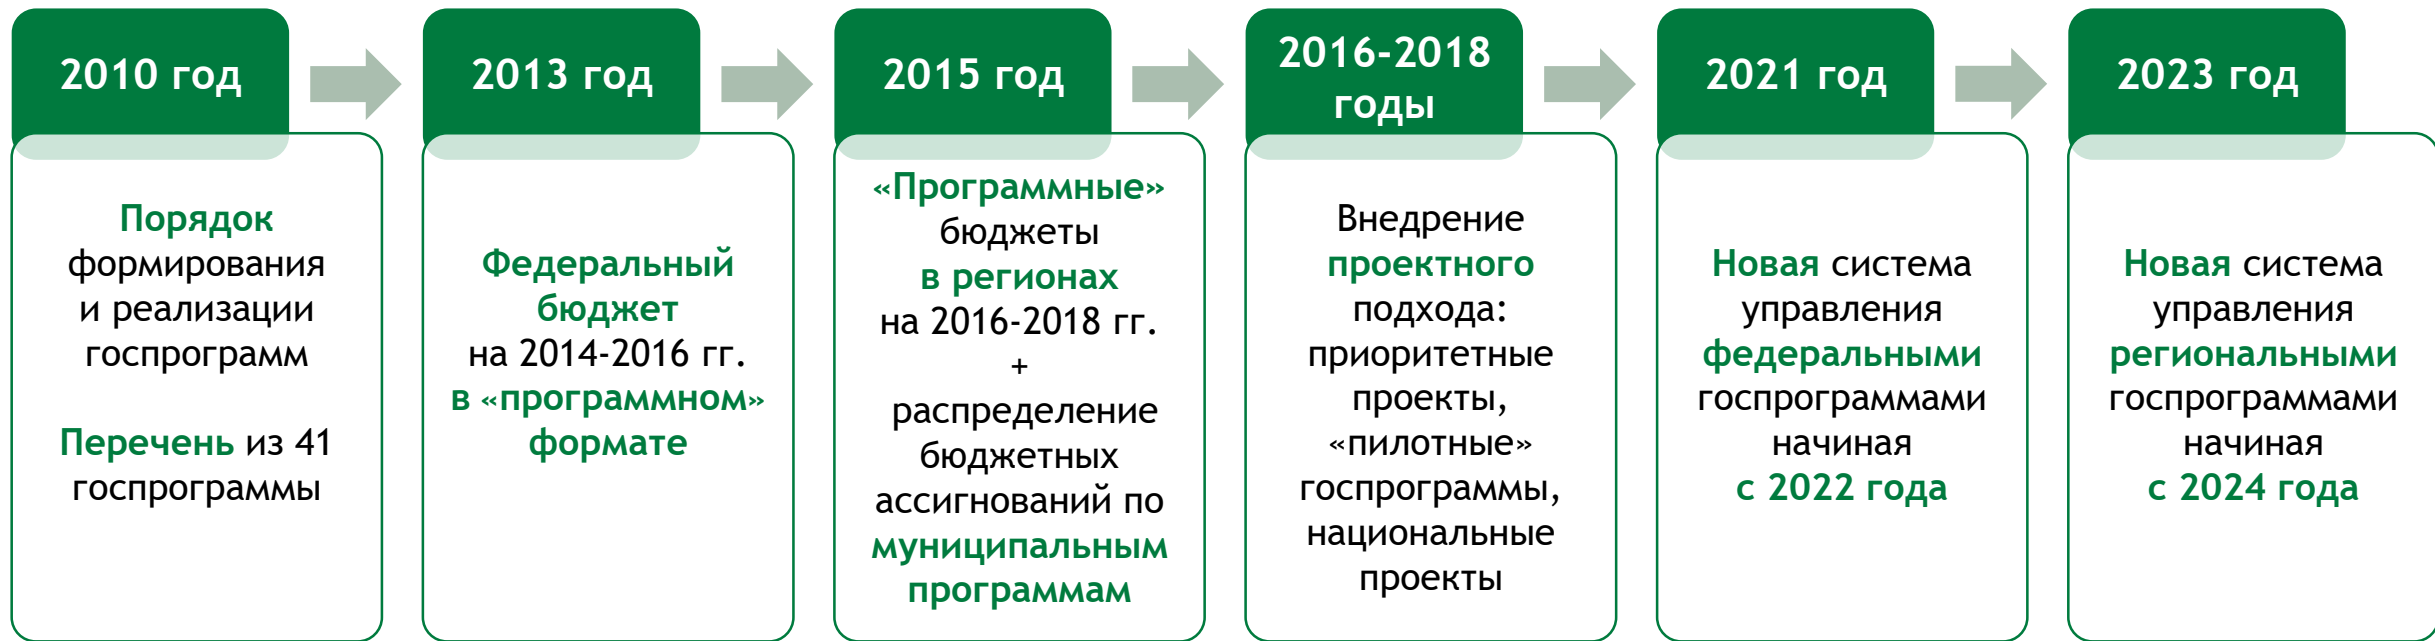 2010 год
Порядок
формирования
и реализации
госпрограмм
Перечень из 41
госпрограммы
2013 год
Федеральный
бюджет
на 2014-2016 гг.
в «программном»
формате
2015 год
«Программные»
бюджеты
в регионах
на 2016-2018 гг.
+
распределение
бюджетных
ассигнований по
муниципальным
программам
2016-2018
годы
Внедрение
проектного
подхода:
приоритетные
проекты,
«пилотные»
госпрограммы,
национальные
проекты
2021 год
Новая система
управления
федеральными
госпрограммами
начиная
с 2022 года
2023 год
Новая система
управления
региональными
госпрограммами
начиная
с 2024 года